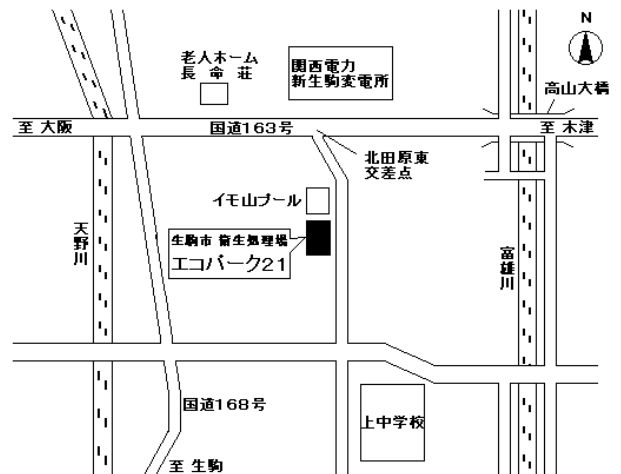 N
老人ホーム
長命荘
関西電力
新生駒変電所
高山大橋
至 大阪
国道163号
至 木津
北田原東
交差点
イモ山プール
天野川
生駒市 衛生処理場
エコパーク21
富雄川
国道168号
上中学校
至 生駒